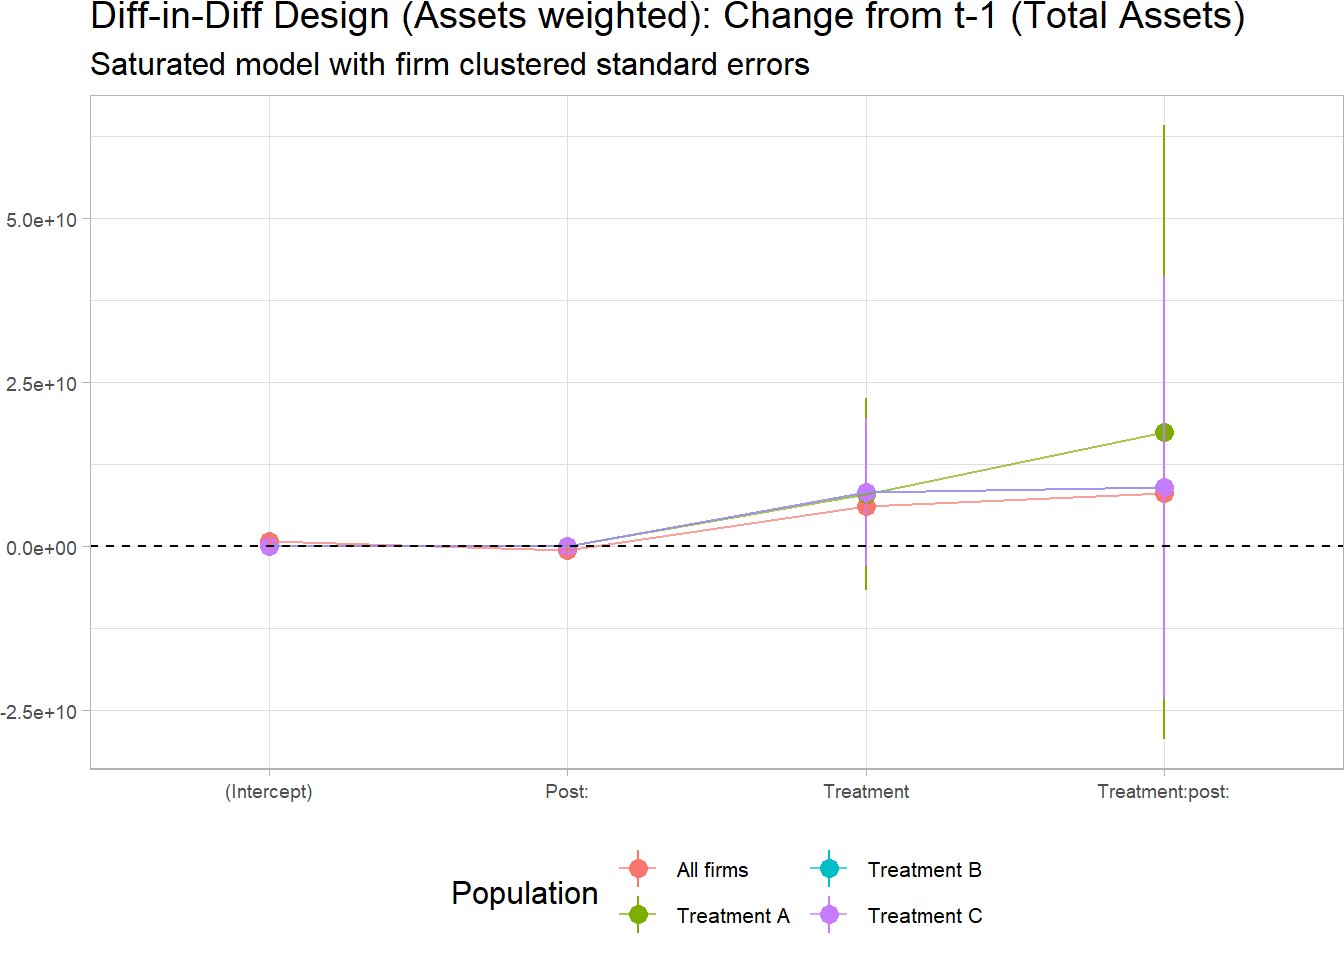 Diff-in-Diff Design (Assets weighted): Change from t-1 (Total Assets)
Saturated model with firm clustered standard errors
5.0e+10
2.5e+10
0.0e+00
-2.5e+10
(Intercept)
Post:
Treatment
Treatment:post:
Population
All firms
Treatment A
Treatment B
Treatment C